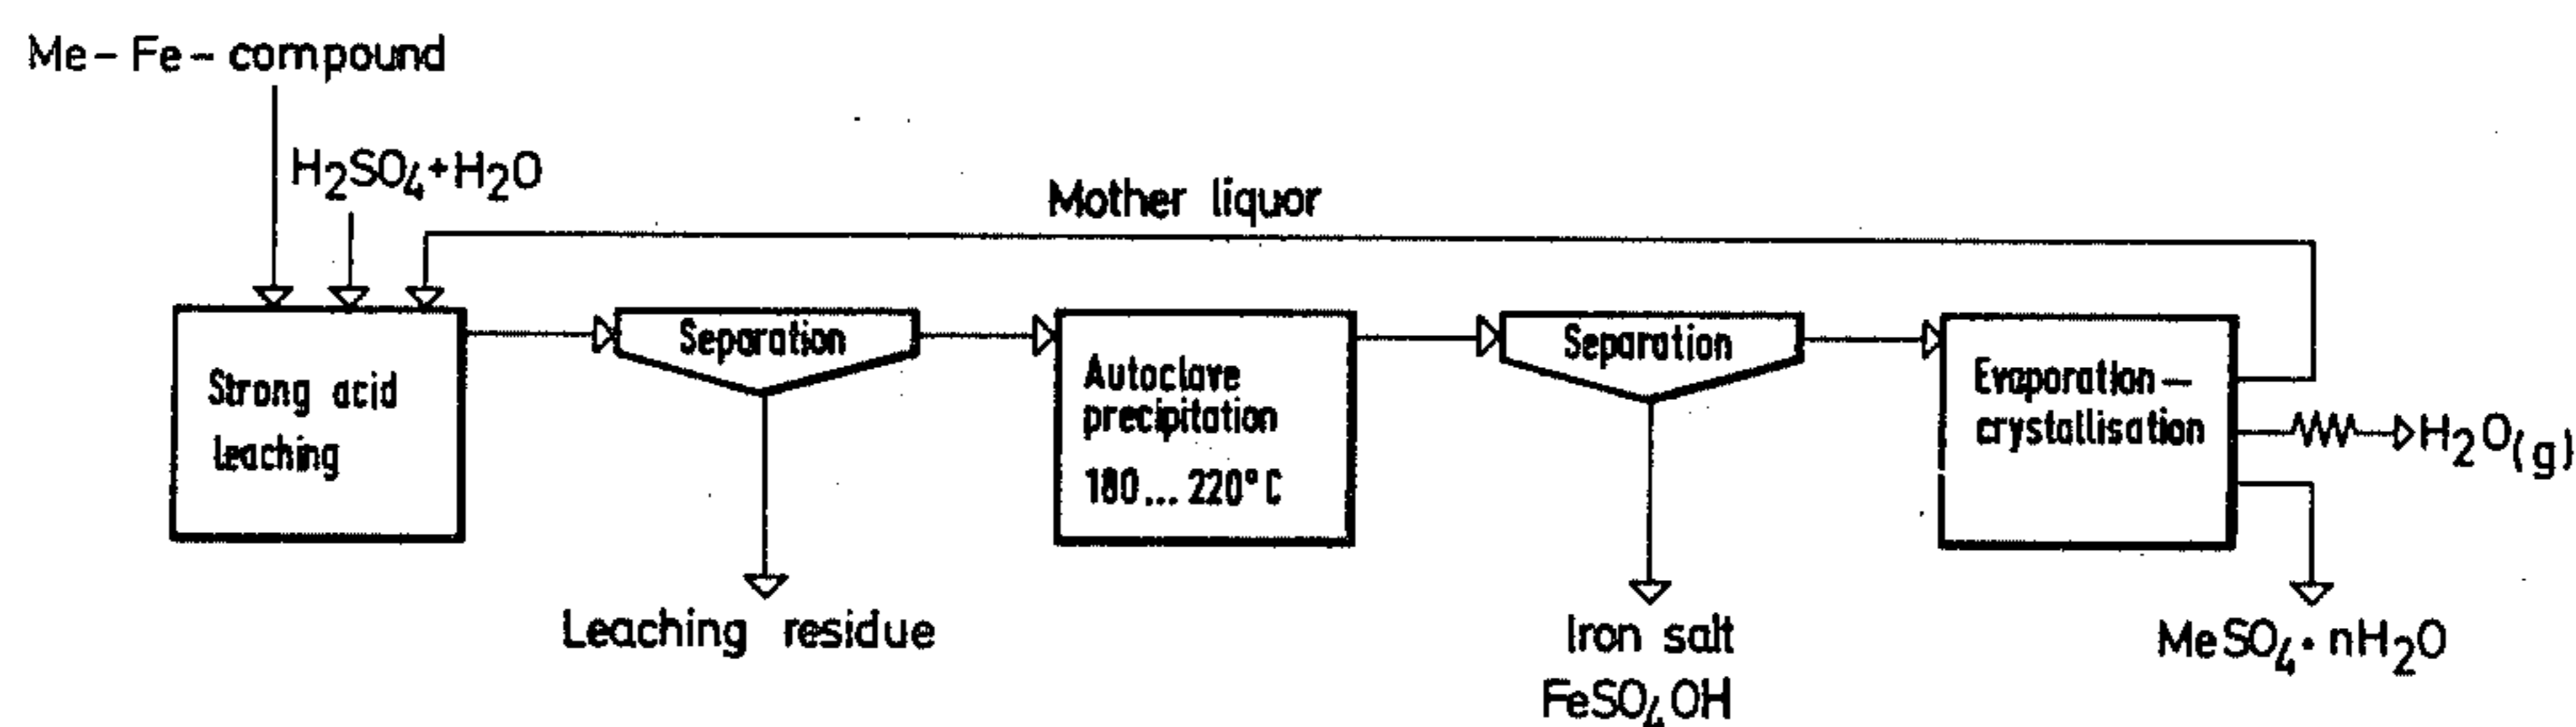 Me-Fe-compound
H₂SO₄+H₂O
Mother liquor
Strong acid
leaching
Separation
Autoclave
precipitation
180... 220°C
Separation
Evaporation-
crystallisation
H₂O(g)
Leaching residue
Iron salt
FeSO₄OH
MeSO₄·nH₂O